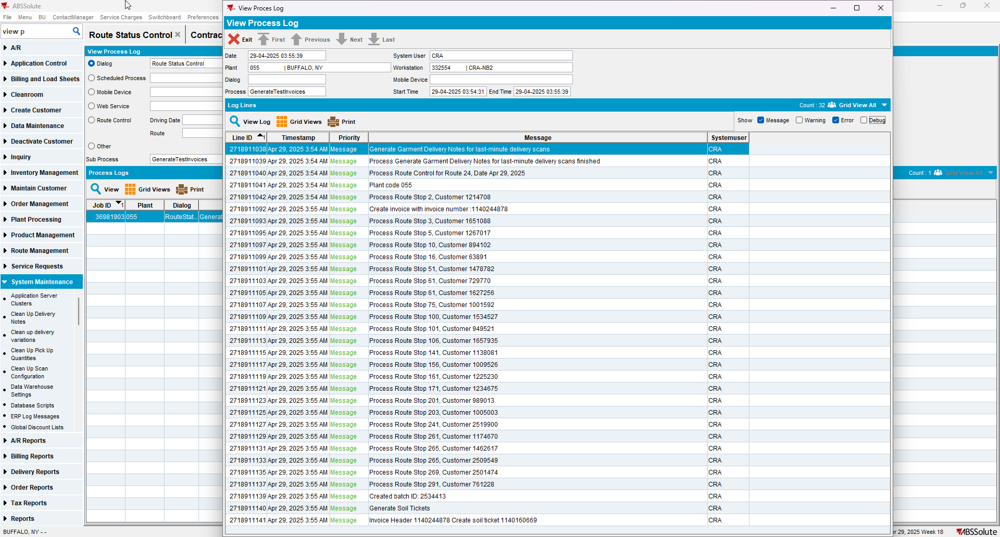 ABSSolute
File Menu BU ContactManager Service Charges Switchboard Preferences
view p
A/R
Application Control
Billing and Load Sheets
Cleanroom
Create Customer
Data Maintenance
Deactivate Customer
Inquiry
Inventory Management
Maintain Customer
Order Management
Plant Processing
Product Management
Route Management
Service Requests
System Maintenance
Application Server
Clusters
Clean Up Delivery
Notes
Clean up delivery
variations
Clean Up Pick Up
Quantities
Clean Up Scan
Configuration
Data Warehouse
Settings
Database Scripts
ERP Log Messages
Global Discount Lists
A/R Reports
Billing Reports
Delivery Reports
Order Reports
Tax Reports
Reports
BUFFALO, NY - -
Route Status Control
Contrac
View Process Log
Dialog Route Status Control
Scheduled Process
Mobile Device
Web Service
Route Control Driving Date
Route
Other
Sub Process GenerateTestInvoices
Process Logs
View Grid Views Print
Job ID 1 Plant Dialog
36981903 055 RouteStat... Generat
View Proces Log
View Process Log
Exit First Previous Next Last
Date 29-04-2025 03:55:39 System User CRA
Plant 055 | BUFFALO, NY Workstation 332554 | CRA-NB2
Dialog Mobile Device
Process GenerateTestInvoices Start Time 29-04-2025 03:54:31 End Time 29-04-2025 03:55:39
Log Lines Count : 32 Grid View All
View Log Grid Views Print Show Message Warning Error Debug
Line ID 1 Timestamp Priority Message Systemuser
2718911038 Apr 29, 2025 3:54 AM Message Generate Garment Delivery Notes for last-minute delivery scans CRA
2718911039 Apr 29, 2025 3:54 AM Message Process Generate Garment Delivery Notes for last-minute delivery scans finished CRA
2718911040 Apr 29, 2025 3:54 AM Message Process Route Control for Route 24, Date Apr 29, 2025 CRA
2718911041 Apr 29, 2025 3:54 AM Message Plant code 055 CRA
2718911042 Apr 29, 2025 3:54 AM Message Process Route Stop 2, Customer 1214708 CRA
2718911092 Apr 29, 2025 3:55 AM Message Create invoice with invoice number :1140244878 CRA
2718911093 Apr 29, 2025 3:55 AM Message Process Route Stop 3, Customer 1651088 CRA
2718911095 Apr 29, 2025 3:55 AM Message Process Route Stop 5, Customer 1267017 CRA
2718911097 Apr 29, 2025 3:55 AM Message Process Route Stop 10, Customer 894102 CRA
2718911099 Apr 29, 2025 3:55 AM Message Process Route Stop 16, Customer 63891 CRA
2718911101 Apr 29, 2025 3:55 AM Message Process Route Stop 51, Customer 1478782 CRA
2718911103 Apr 29, 2025 3:55 AM Message Process Route Stop 61, Customer 729770 CRA
2718911105 Apr 29, 2025 3:55 AM Message Process Route Stop 61, Customer 1627256 CRA
2718911107 Apr 29, 2025 3:55 AM Message Process Route Stop 75, Customer 1001592 CRA
2718911109 Apr 29, 2025 3:55 AM Message Process Route Stop 100, Customer 1534527 CRA
2718911111 Apr 29, 2025 3:55 AM Message Process Route Stop 101, Customer 949521 CRA
2718911113 Apr 29, 2025 3:55 AM Message Process Route Stop 106, Customer 1657935 CRA
2718911115 Apr 29, 2025 3:55 AM Message Process Route Stop 141, Customer 1138081 CRA
2718911117 Apr 29, 2025 3:55 AM Message Process Route Stop 156, Customer 1009526 CRA
2718911119 Apr 29, 2025 3:55 AM Message Process Route Stop 161, Customer 1225230 CRA
2718911121 Apr 29, 2025 3:55 AM Message Process Route Stop 171, Customer 1234675 CRA
2718911123 Apr 29, 2025 3:55 AM Message Process Route Stop 201, Customer 989013 CRA
2718911125 Apr 29, 2025 3:55 AM Message Process Route Stop 203, Customer 1005003 CRA
2718911127 Apr 29, 2025 3:55 AM Message Process Route Stop 241, Customer 2519900 CRA
2718911129 Apr 29, 2025 3:55 AM Message Process Route Stop 261, Customer 1174670 CRA
2718911131 Apr 29, 2025 3:55 AM Message Process Route Stop 265, Customer 1462617 CRA
2718911133 Apr 29, 2025 3:55 AM Message Process Route Stop 265, Customer 2509549 CRA
2718911135 Apr 29, 2025 3:55 AM Message Process Route Stop 269, Customer 2501474 CRA
2718911137 Apr 29, 2025 3:55 AM Message Process Route Stop 291, Customer 761228 CRA
2718911139 Apr 29, 2025 3:55 AM Message Created batch ID: 2534413 CRA
2718911140 Apr 29, 2025 3:55 AM Message Generate Soil Tickets CRA
2718911141 Apr 29, 2025 3:55 AM Message Invoice Header 1140244878 Create soil ticket 1140160669 CRA
Count : 1 Grid View All
r 29, 2025 Week 18 ABSSolute